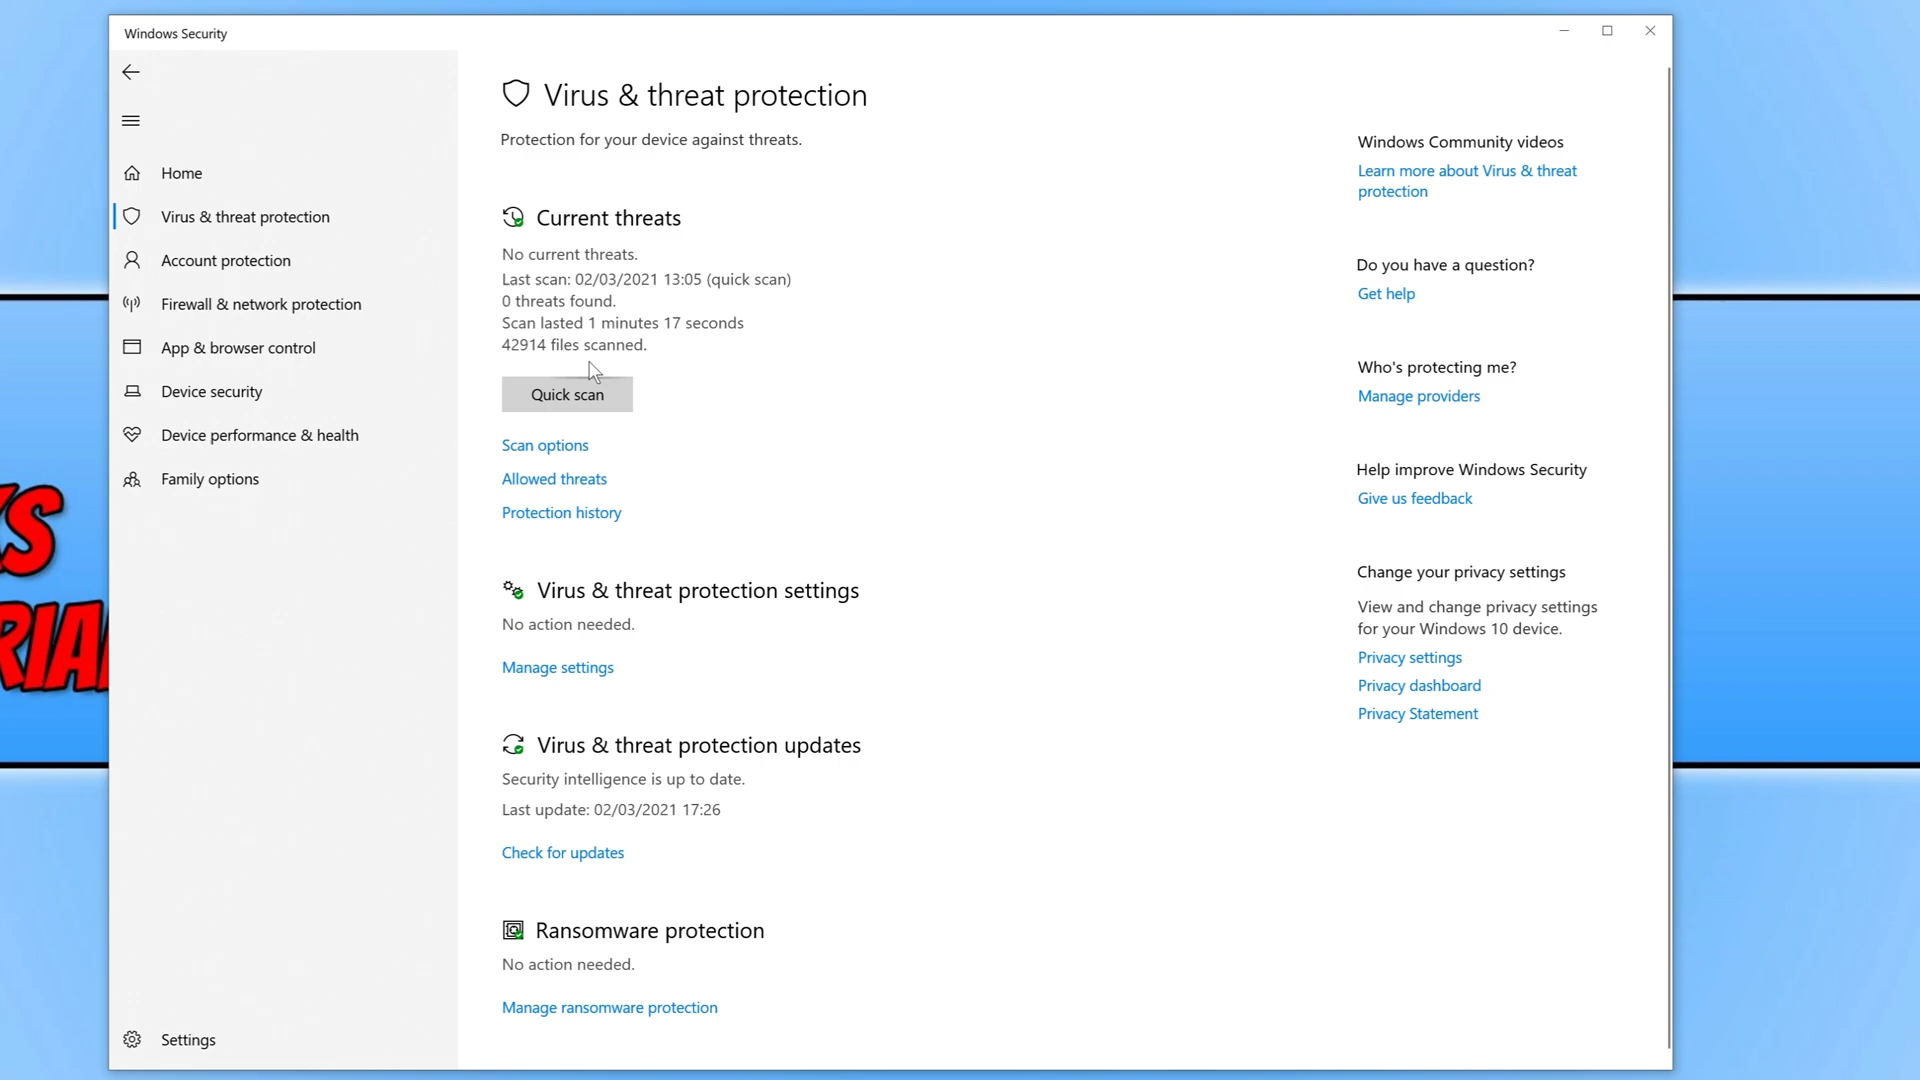 Windows Security
Home
Virus & threat protection
Account protection
Firewall & network protection
App & browser control
Device security
Device performance & health
Family options
Settings
Virus & threat protection
Protection for your device against threats.
Current threats
No current threats.
Last scan: 02/03/2021 13:05 (quick scan)
0 threats found.
Scan lasted 1 minutes 17 seconds
42914 files scanned.
Quick scan
Scan options
Allowed threats
Protection history
Virus & threat protection settings
No action needed.
Manage settings
Virus & threat protection updates
Security intelligence is up to date.
Last update: 02/03/2021 17:26
Check for updates
Ransomware protection
No action needed.
Manage ransomware protection
Windows Community videos
Learn more about Virus & threat
protection
Do you have a question?
Get help
Who's protecting me?
Manage providers
Help improve Windows Security
Give us feedback
Change your privacy settings
View and change privacy settings
for your Windows 10 device.
Privacy settings
Privacy dashboard
Privacy Statement